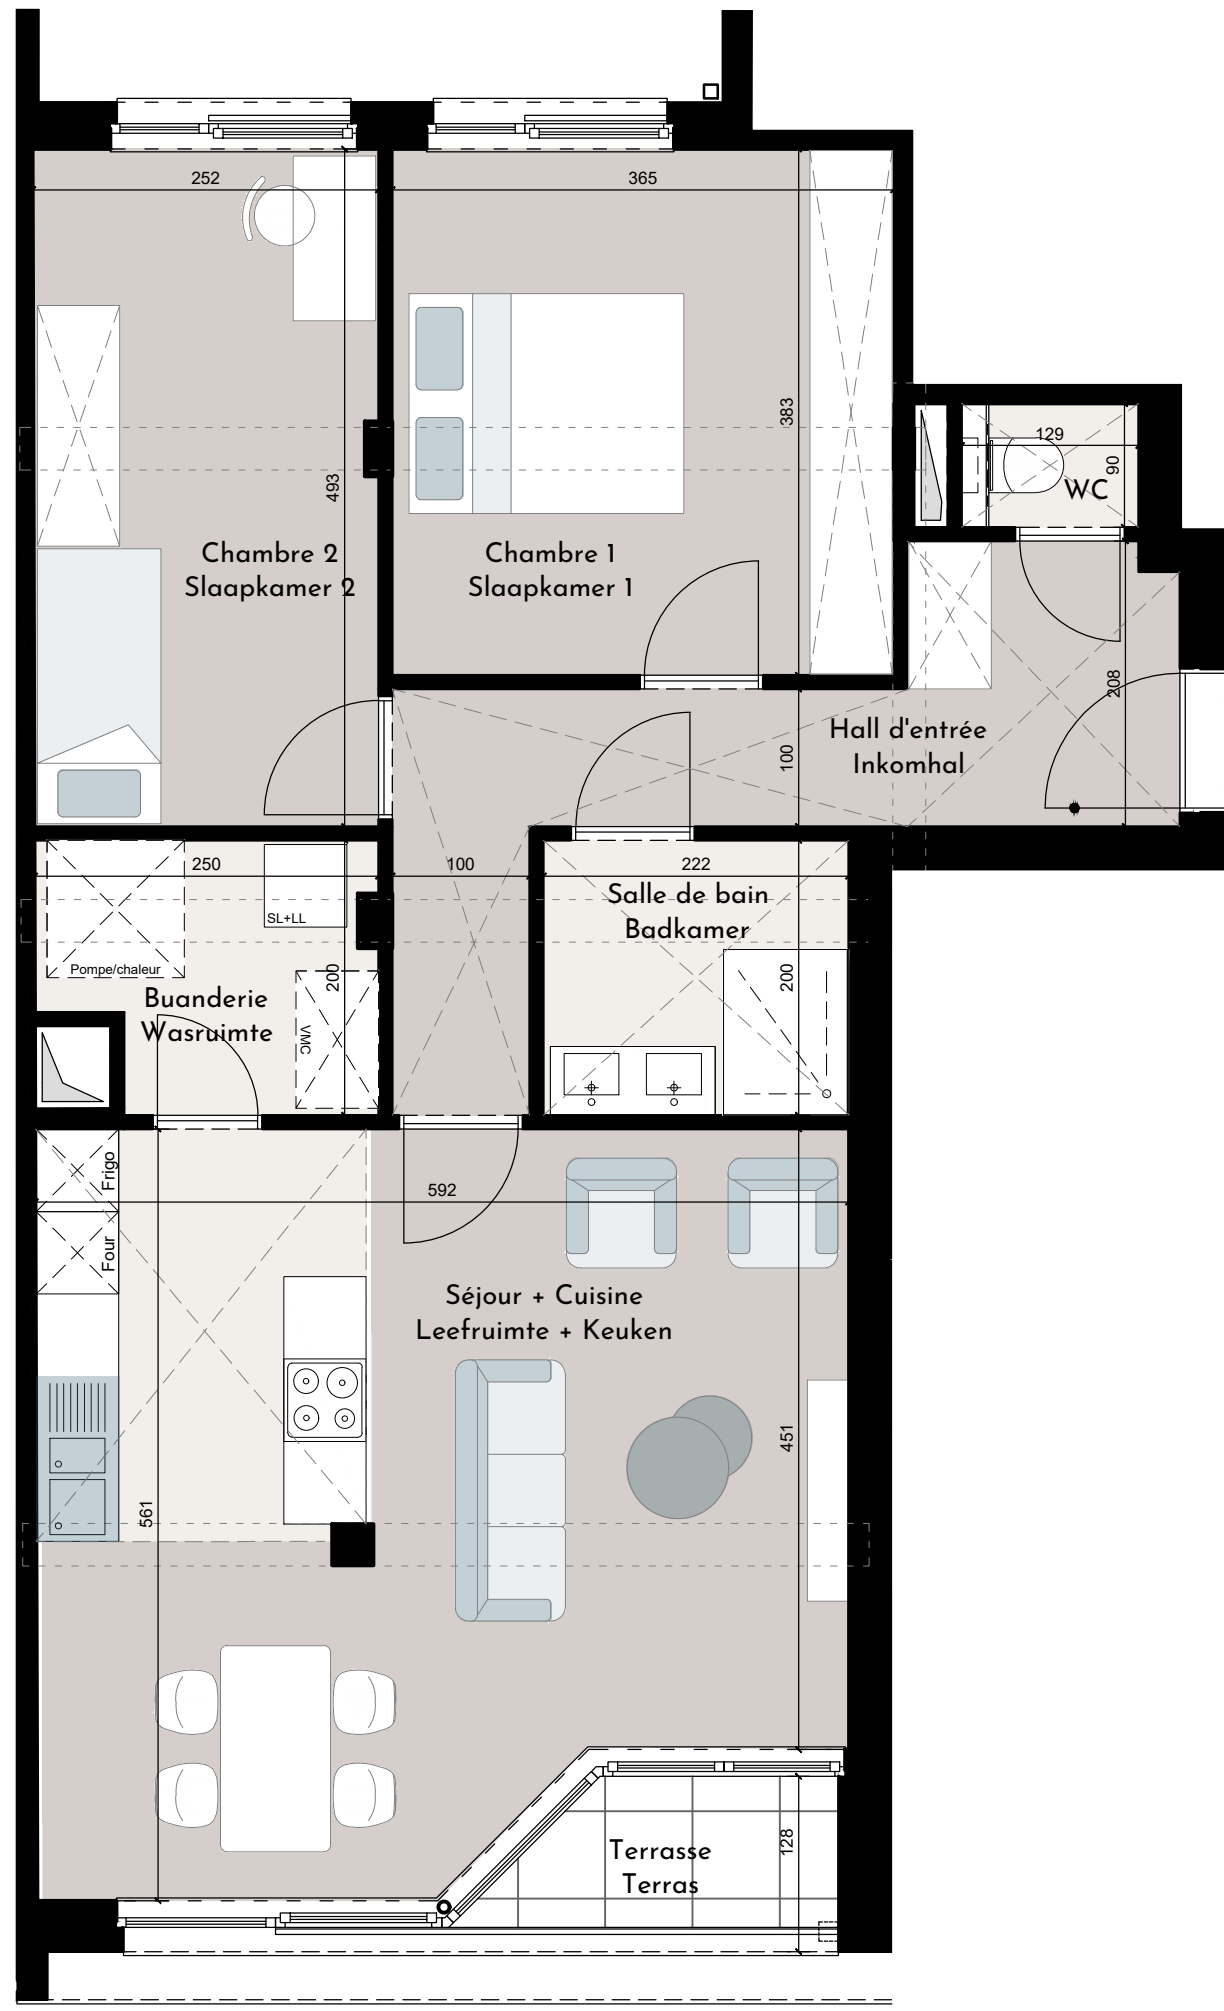 252
365
383
493
129
90
WC
Chambre 2
Slaapkamer 2
Chambre 1
Slaapkamer 1
208
Hall d'entrée
Inkomhal
100
250
100
222
SL+LL
Salle de bain
Badkamer
Pompe/chaleur
200
200
Buanderie
Wasruimte
VMC
Frigo
592
Four
Séjour + Cuisine
Leefruimte + Keuken
451
561
128
Terrasse
Terras